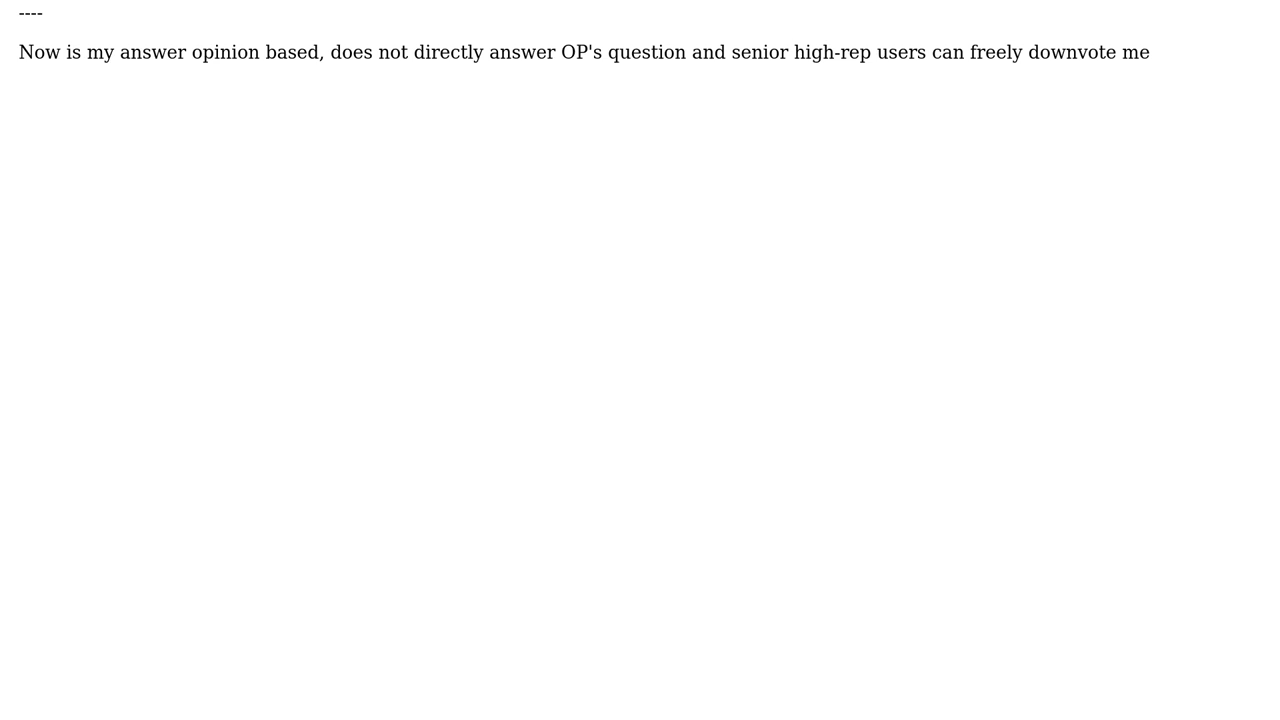 ----
Now is my answer opinion based, does not directly answer OP's question and senior high-rep users can freely downvote me